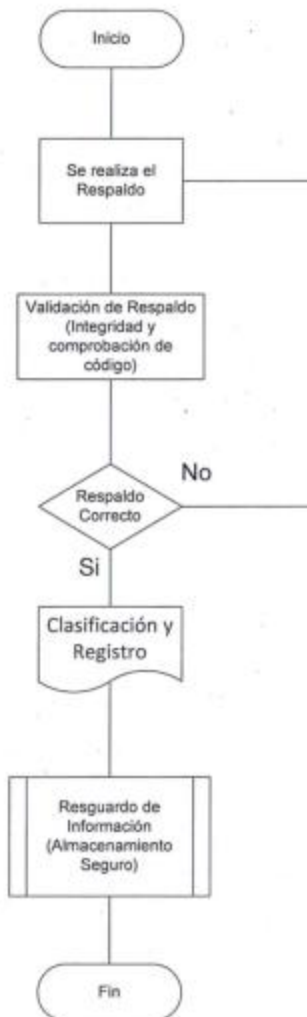 Inicio
Se realiza el
Respaldo
Validación de Respaldo
(Integridad y
comprobación de
código)
Respaldo
Correcto
No
Si
Clasificación y
Registro
Resguardo de
Información
(Almacenamiento
Seguro)
Fin